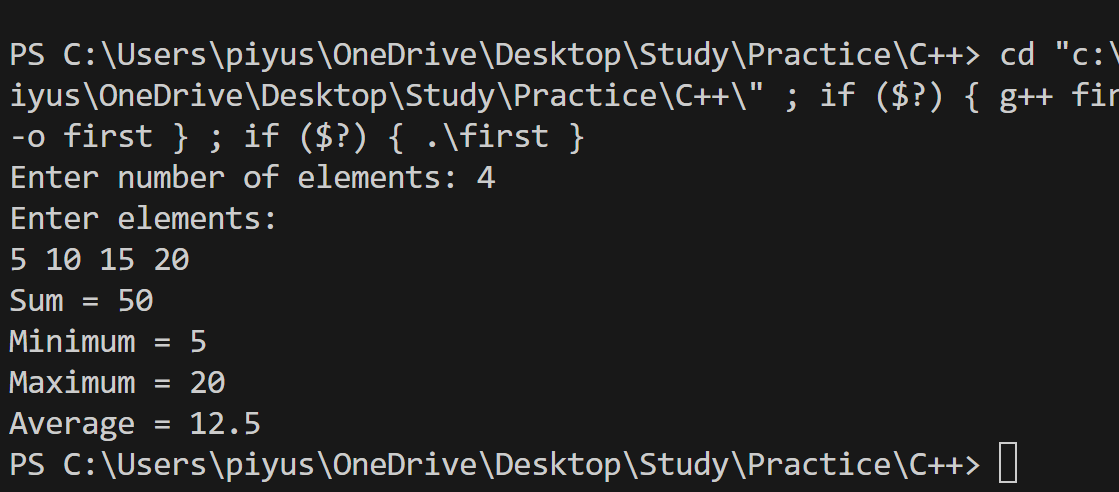 PS C:\Users\piyus\OneDrive\Desktop\Study\Practice\C++> cd "c:\
iyus\OneDrive\Desktop\Study\Practice\C++\" ; if ($?) { g++ fir
-o first } ; if ($?) { .\first }
Enter number of elements: 4
Enter elements:
5 10 15 20
Sum = 50
Minimum = 5
Maximum = 20
Average = 12.5
PS C:\Users\piyus\OneDrive\Desktop\Study\Practice\C++>